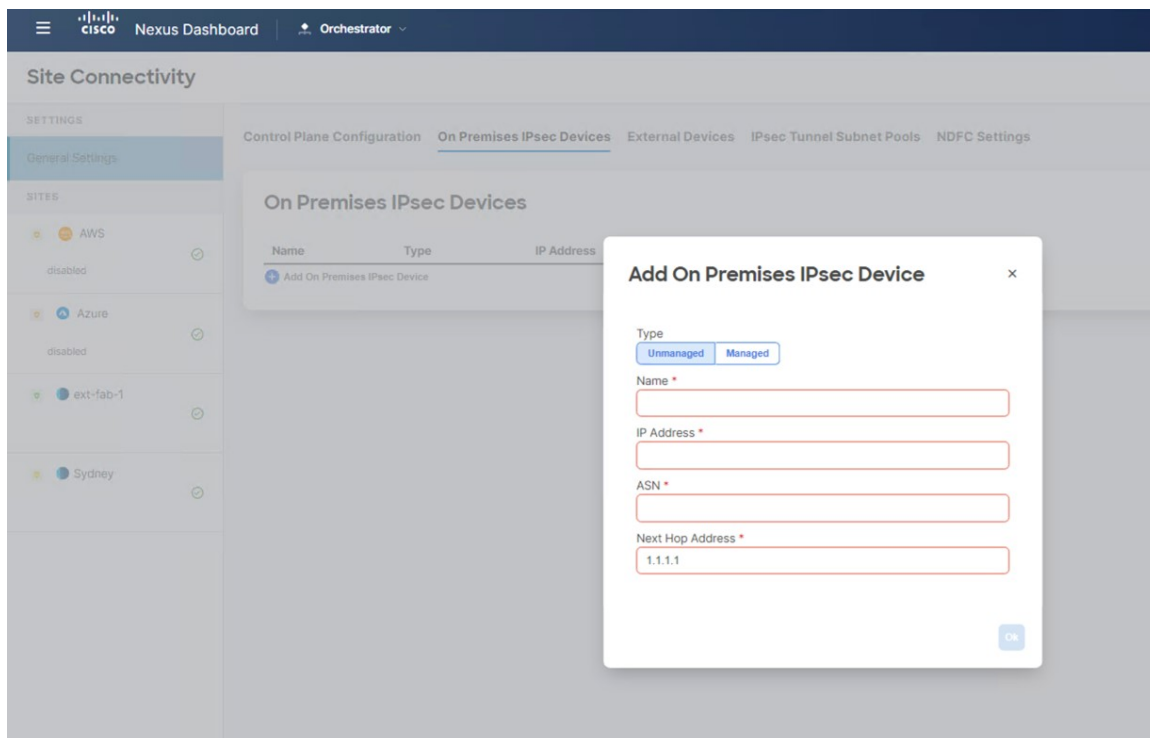 CISCO Nexus Dashboard Orchestrator
Site Connectivity
SETTINGS
General Settings
SITES
AWS
disabled
Azure
disabled
ext-fab-1
Sydney
Control Plane Configuration On Premises IPsec Devices External Devices IPsec Tunnel Subnet Pools NDFC Settings
On Premises IPsec Devices
Name Type IP Address
Add On Premises IPsec Device
Add On Premises IPsec Device
Type
Unmanaged Managed
Name *
IP Address *
ASN *
Next Hop Address *
1.1.1.1
Ok